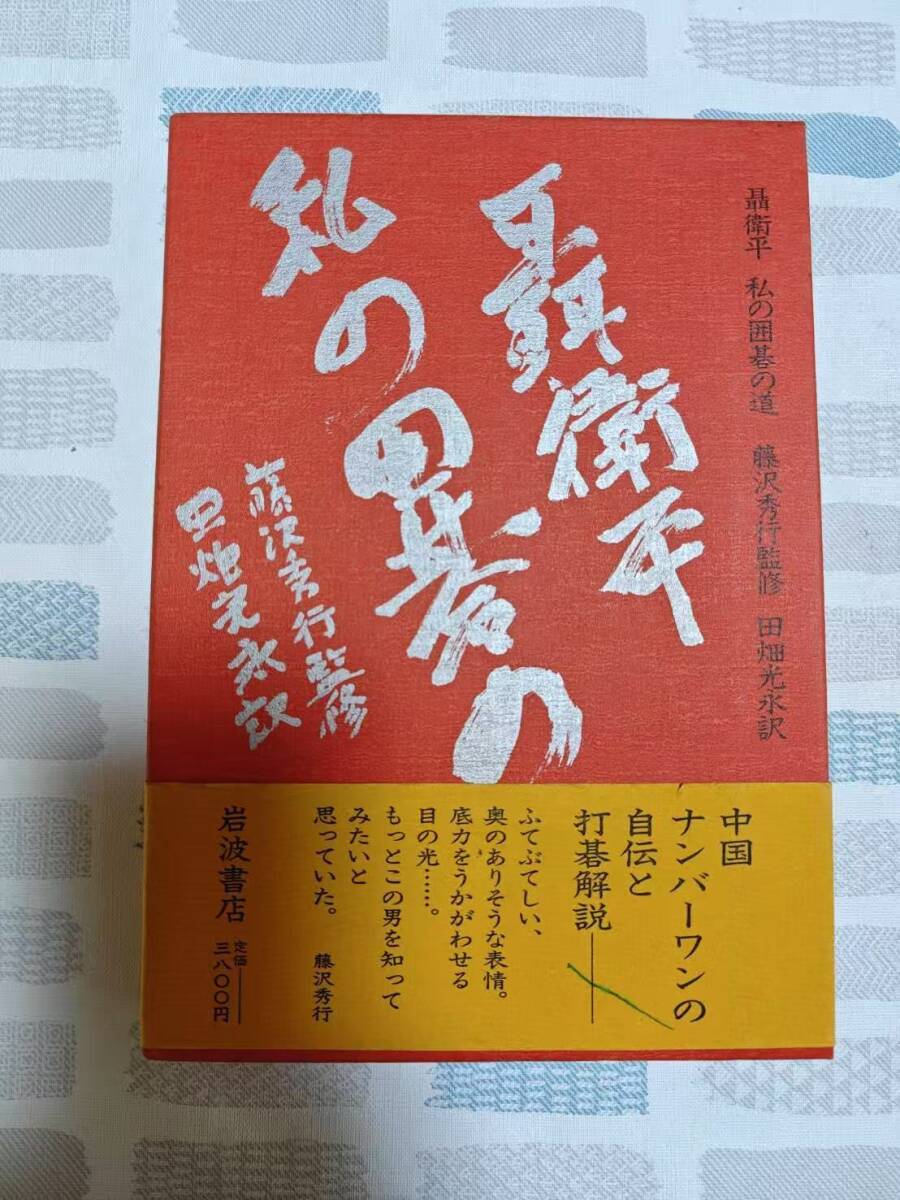 聶衛平　私の囲碁の道　藤沢秀行監修　田畑光永訳
聶衛平
私の囲碁の
藤沢秀行監修
田畑光永訳
中国
ナンバーワンの
自伝と
打碁解説──
ふてぶてしい、
奥のありそうな表情。
底力をうかがわせる
目の光……。
もっとこの男を知って
みたいと
思っていた。
藤沢秀行
岩波書店
定価──
三八〇〇円